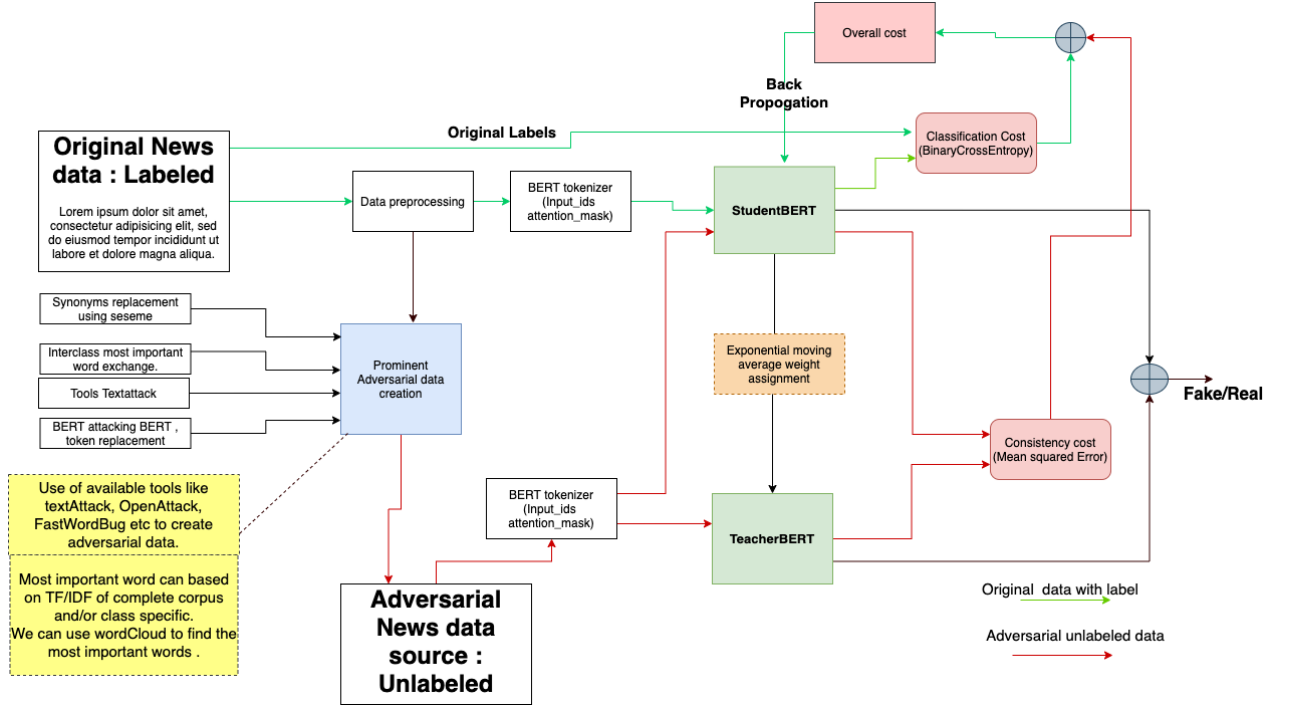 Overall cost
Back
Propogation
Original Labels
Classification Cost
(BinaryCrossEntropy)
Original News
data : Labeled
Lorem ipsum dolor sit amet,
consectetur adipisicing elit, sed
do eiusmod tempor incididunt ut
labore et dolore magna aliqua.
Data preprocessing
BERT tokenizer
(Input_ids
attention_mask)
StudentBERT
Synonyms replacement
using seseme
Interclass most important
word exchange.
Tools Textattack
BERT attacking BERT ,
token replacement
Prominent
Adversarial data
creation
Exponential moving
average weight
assignment
Fake/Real
Consistency cost
(Mean squared Error)
Use of available tools like
textAttack, OpenAttack,
FastWordBug etc to create
adversarial data.
Most important word can based
on TF/IDF of complete corpus
and/or class specific.
We can use wordCloud to find the
most important words .
BERT tokenizer
(Input_ids
attention_mask)
TeacherBERT
Adversarial
News data
source :
Unlabeled
Original data with label
Adversarial unlabeled data